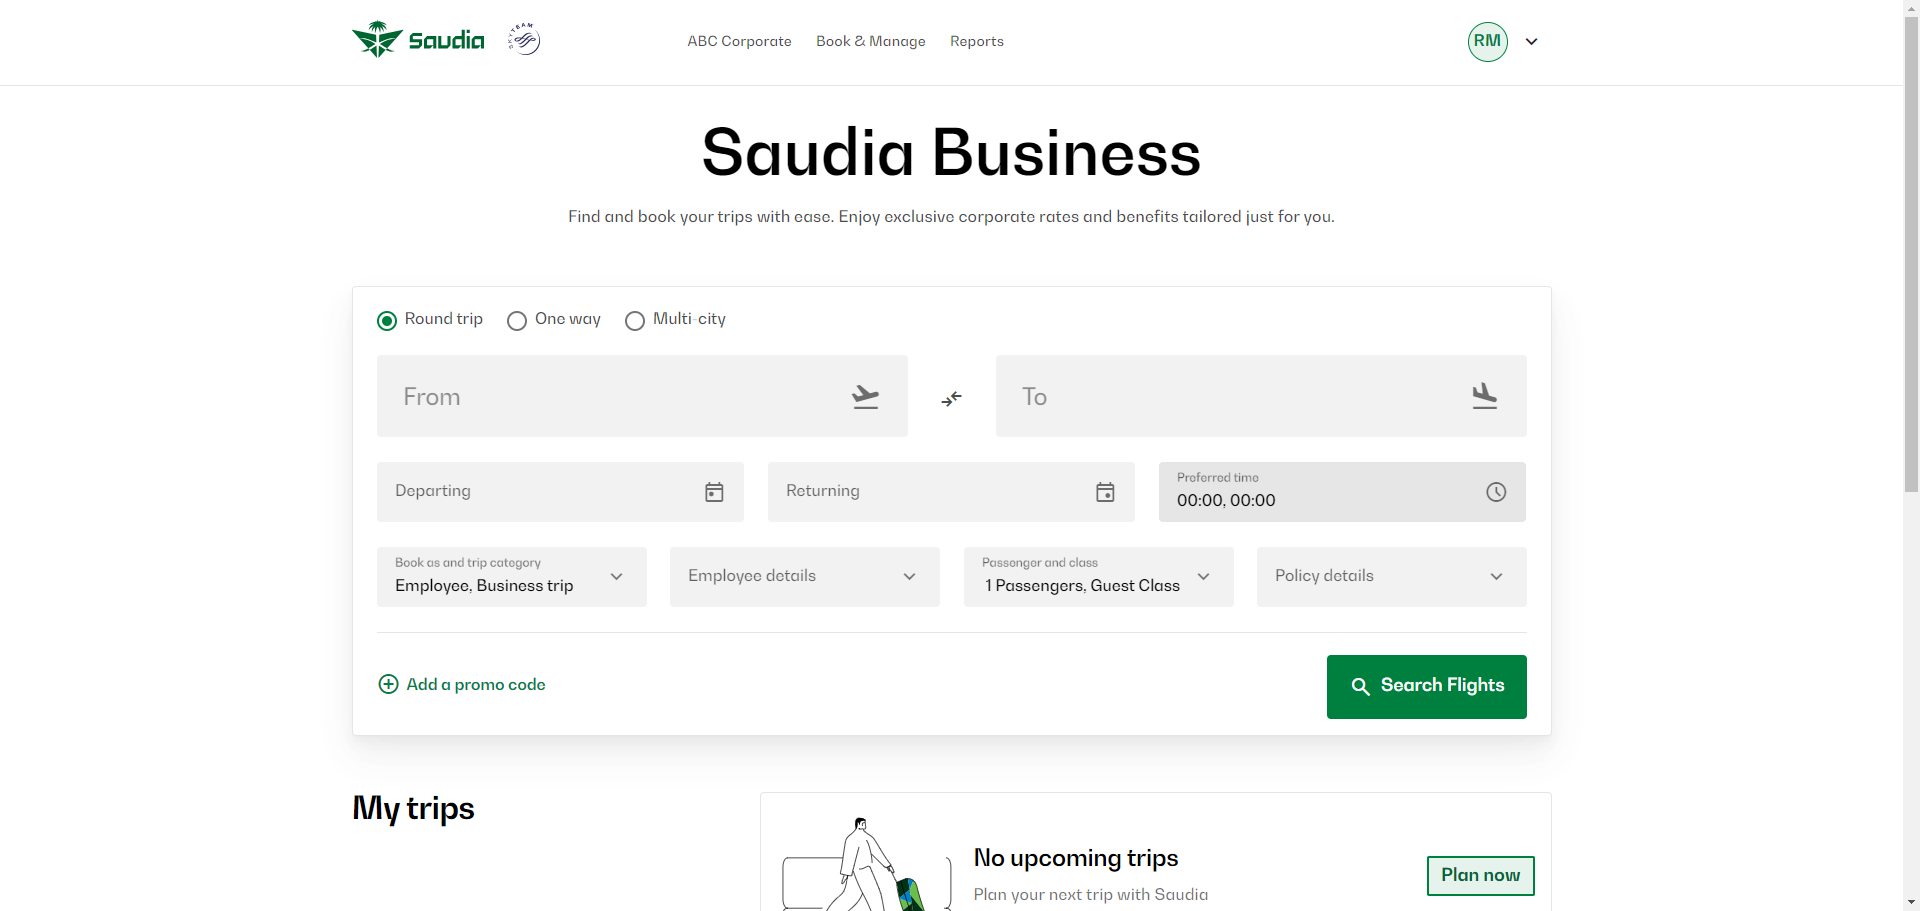 Saudia
SKYTEAM
ABC Corporate
Book & Manage
Reports
RM
Saudia Business
Find and book your trips with ease. Enjoy exclusive corporate rates and benefits tailored just for you.
Round trip
One way
Multi-city
From
To
Departing
Returning
Preferred time
00:00, 00:00
Book as and trip category
Employee, Business trip
Employee details
Passenger and class
1 Passengers, Guest Class
Policy details
Add a promo code
Search Flights
My trips
No upcoming trips
Plan your next trip with Saudia
Plan now